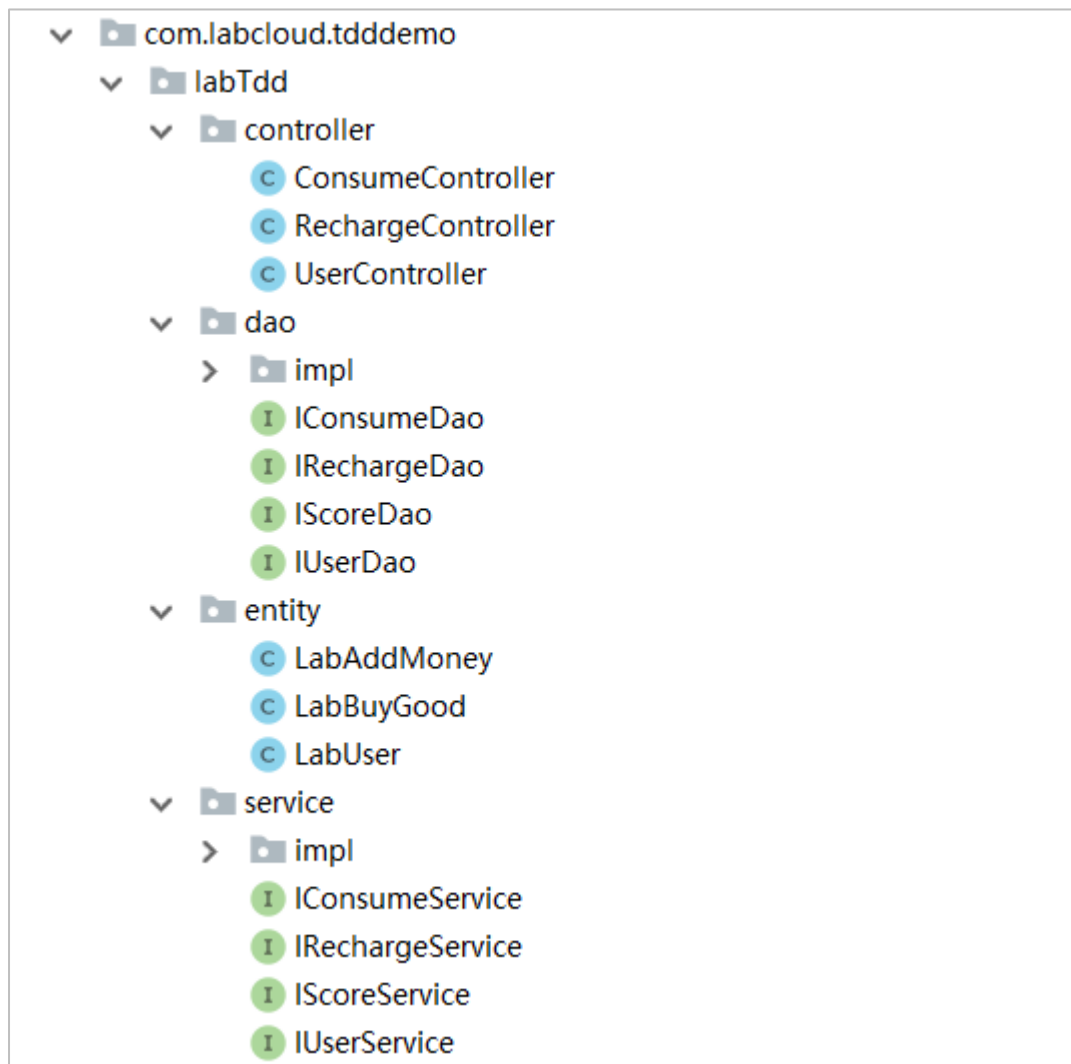 com.labcloud.tdddemo
labTdd
controller
C ConsumeController
C RechargeController
C UserController
dao
impl
I IConsumeDao
I IRechargeDao
I IScoreDao
I IUserDao
entity
C LabAddMoney
C LabBuyGood
C LabUser
service
impl
I IConsumeService
I IRechargeService
I IScoreService
I IUserService